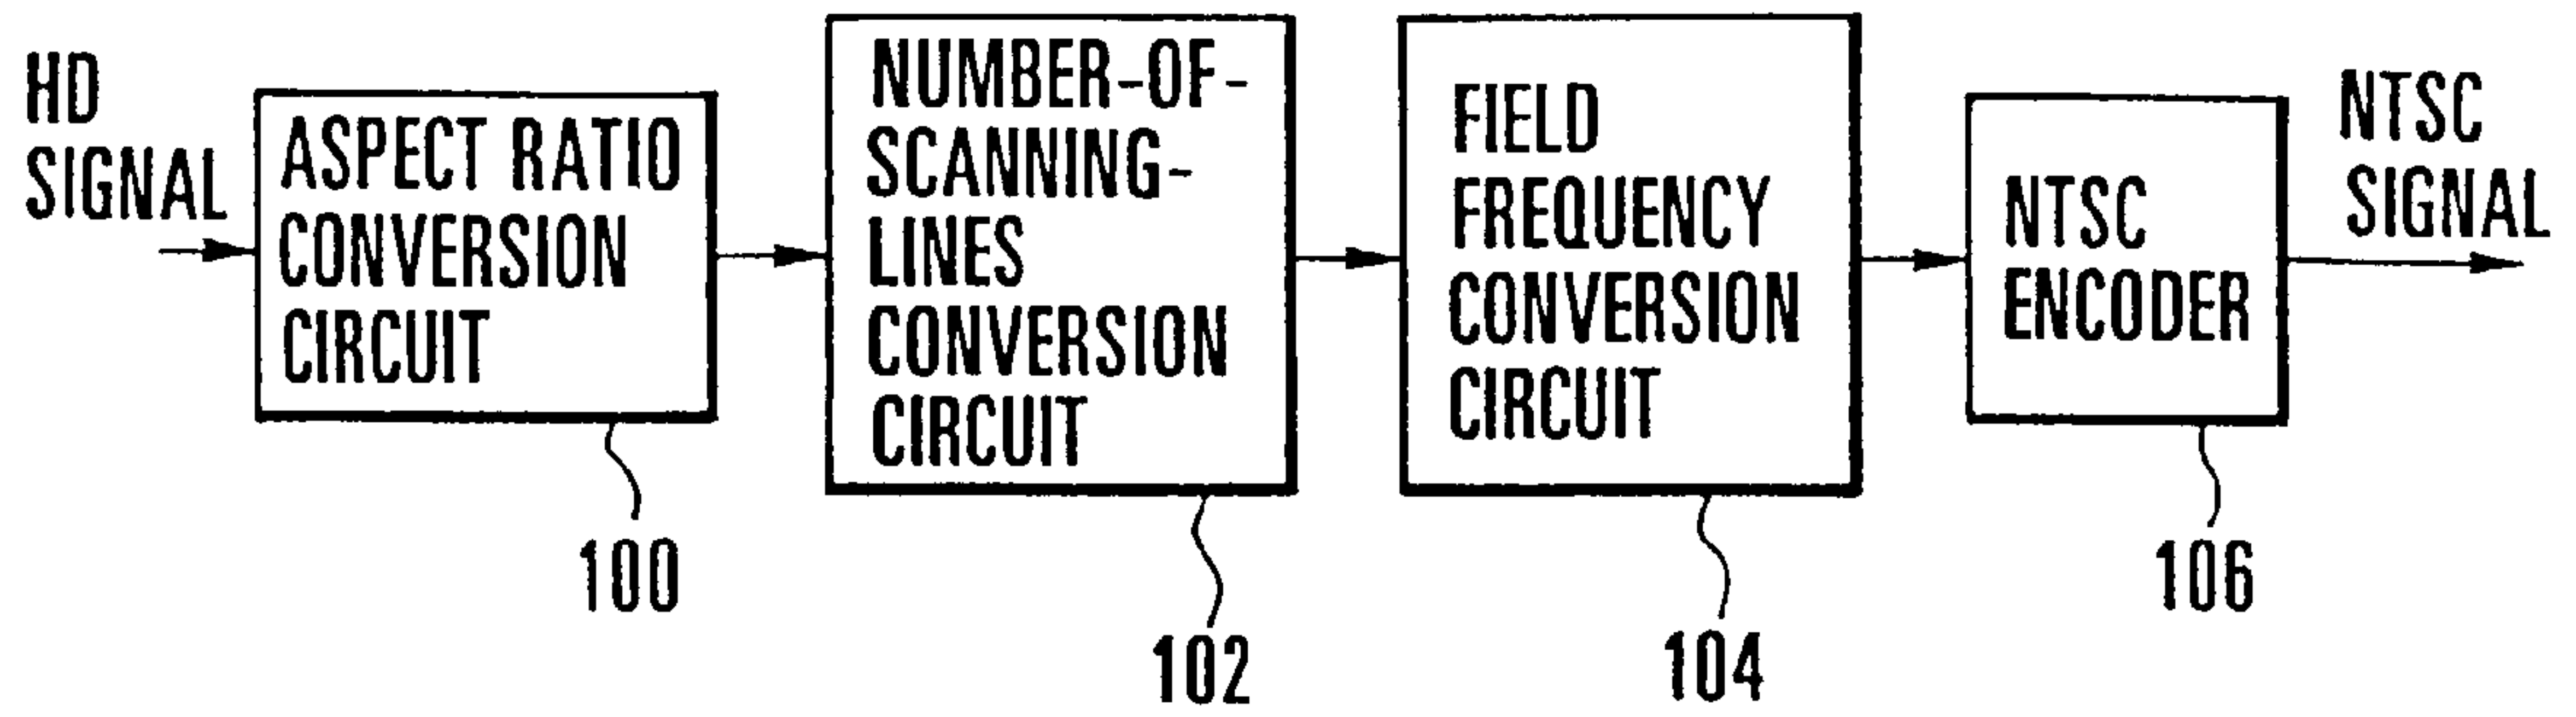 HD
SIGNAL
ASPECT RATIO
CONVERSION
CIRCUIT
100
NUMBER-OF-
SCANNING-
LINES
CONVERSION
CIRCUIT
102
FIELD
FREQUENCY
CONVERSION
CIRCUIT
104
NTSC
ENCODER
106
NTSC
SIGNAL